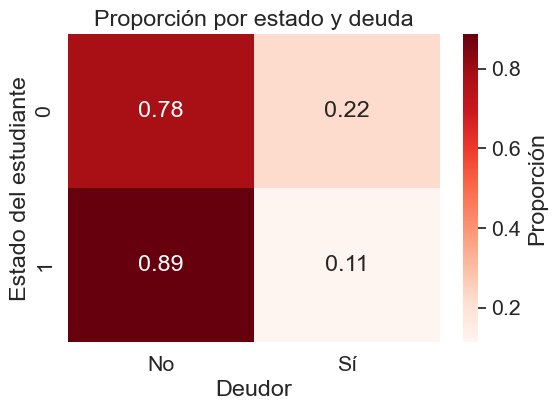 Proporción por estado y deuda
Estado del estudiante
0
1
0.78
0.22
0.89
0.11
No
Sí
Deudor
0.8
0.6
0.4
0.2
Proporción